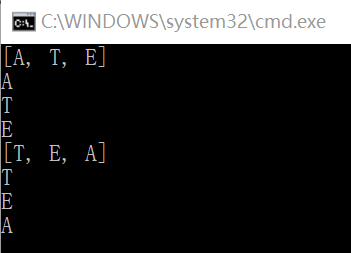 C:\WINDOWS\system32\cmd.exe
[A, T, E]
A
T
E
[T, E, A]
T
E
A